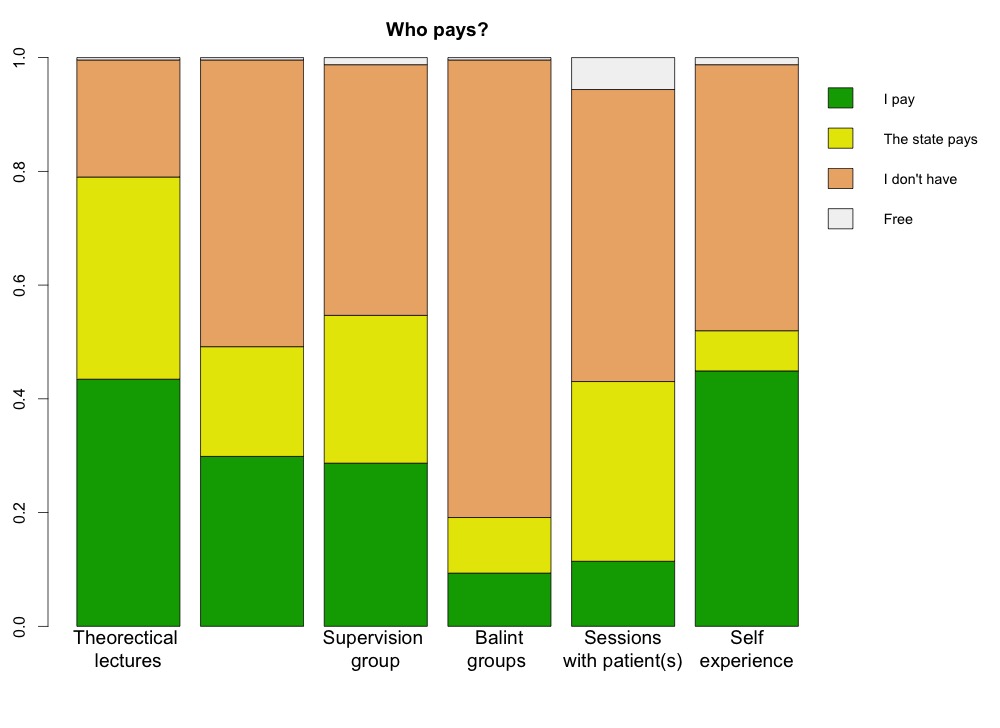 Who pays?
1.0
0.8
0.6
0.4
0.2
0.0
I pay
The state pays
I don't have
Free
Theorectical
lectures
Supervision
group
Balint
groups
Sessions
with patient(s)
Self
experience